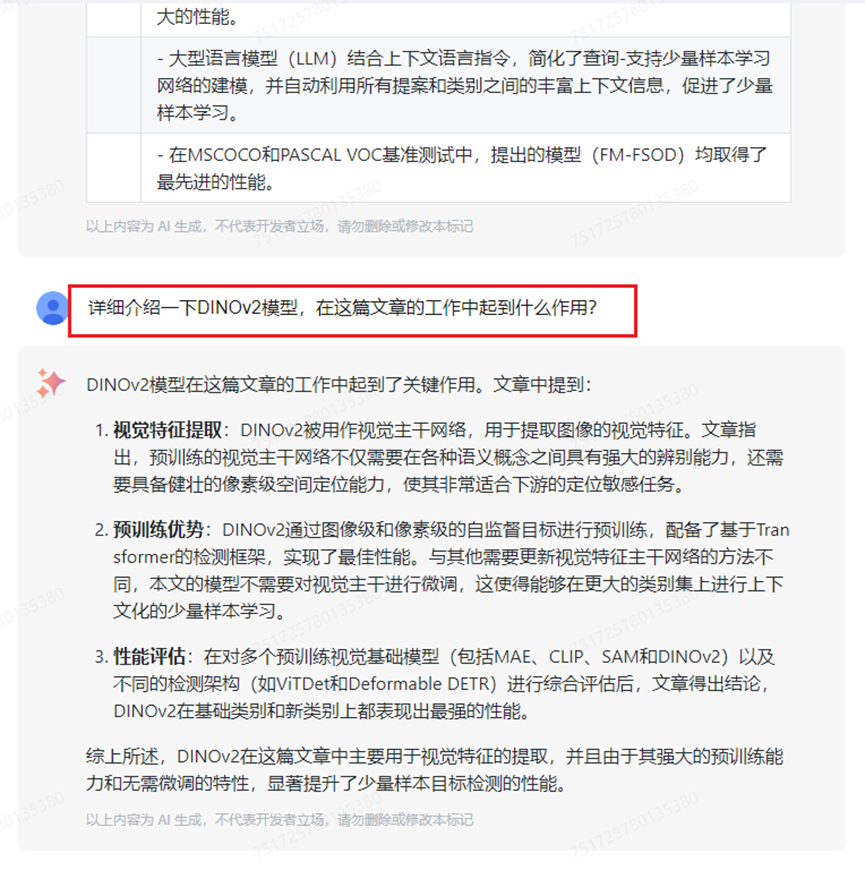 大的性能。
- 大型语言模型（LLM）结合上下文语言指令，简化了查询-支持少量样本学习
网络的建模，并自动利用所有提案和类别之间的丰富上下文信息，促进了少量
样本学习。
- 在MSCOCO和PASCAL VOC基准测试中，提出的模型（FM-FSOD）均取得了
最先进的性能。
以上内容为 AI 生成，不代表开发者立场，请勿删除或修改本标记
详细介绍一下DINOv2模型，在这篇文章的工作中起到什么作用？
DINOv2模型在这篇文章的工作中起到了关键作用。文章中提到：
1. 视觉特征提取：DINOv2被用作视觉主干网络，用于提取图像的视觉特征。文章指
出，预训练的视觉主干网络不仅需要在各种语义概念之间具有强大的辨别能力，还需
要具备健壮的像素级空间定位能力，使其非常适合下游的定位敏感任务。
2. 预训练优势：DINOv2通过图像级和像素级的自监督目标进行预训练，配备了基于Tran
sformer的检测框架，实现了最佳性能。与其他需要更新视觉特征主干网络的方法不
同，本文的模型不需要对视觉主干进行微调，这使得能够在更大的类别集上进行上下
文化的少量样本学习。
3. 性能评估：在对多个预训练视觉基础模型（包括MAE、CLIP、SAM和DINOv2）以及
不同的检测架构（如ViTDet和Deformable DETR）进行综合评估后，文章得出结论，
DINOv2在基础类别和新类别上都表现出最强的性能。
综上所述，DINOv2在这篇文章中主要用于视觉特征的提取，并且由于其强大的预训练能
力和无需微调的特性，显著提升了少量样本目标检测的性能。
以上内容为 AI 生成，不代表开发者立场，请勿删除或修改本标记
751725780135380